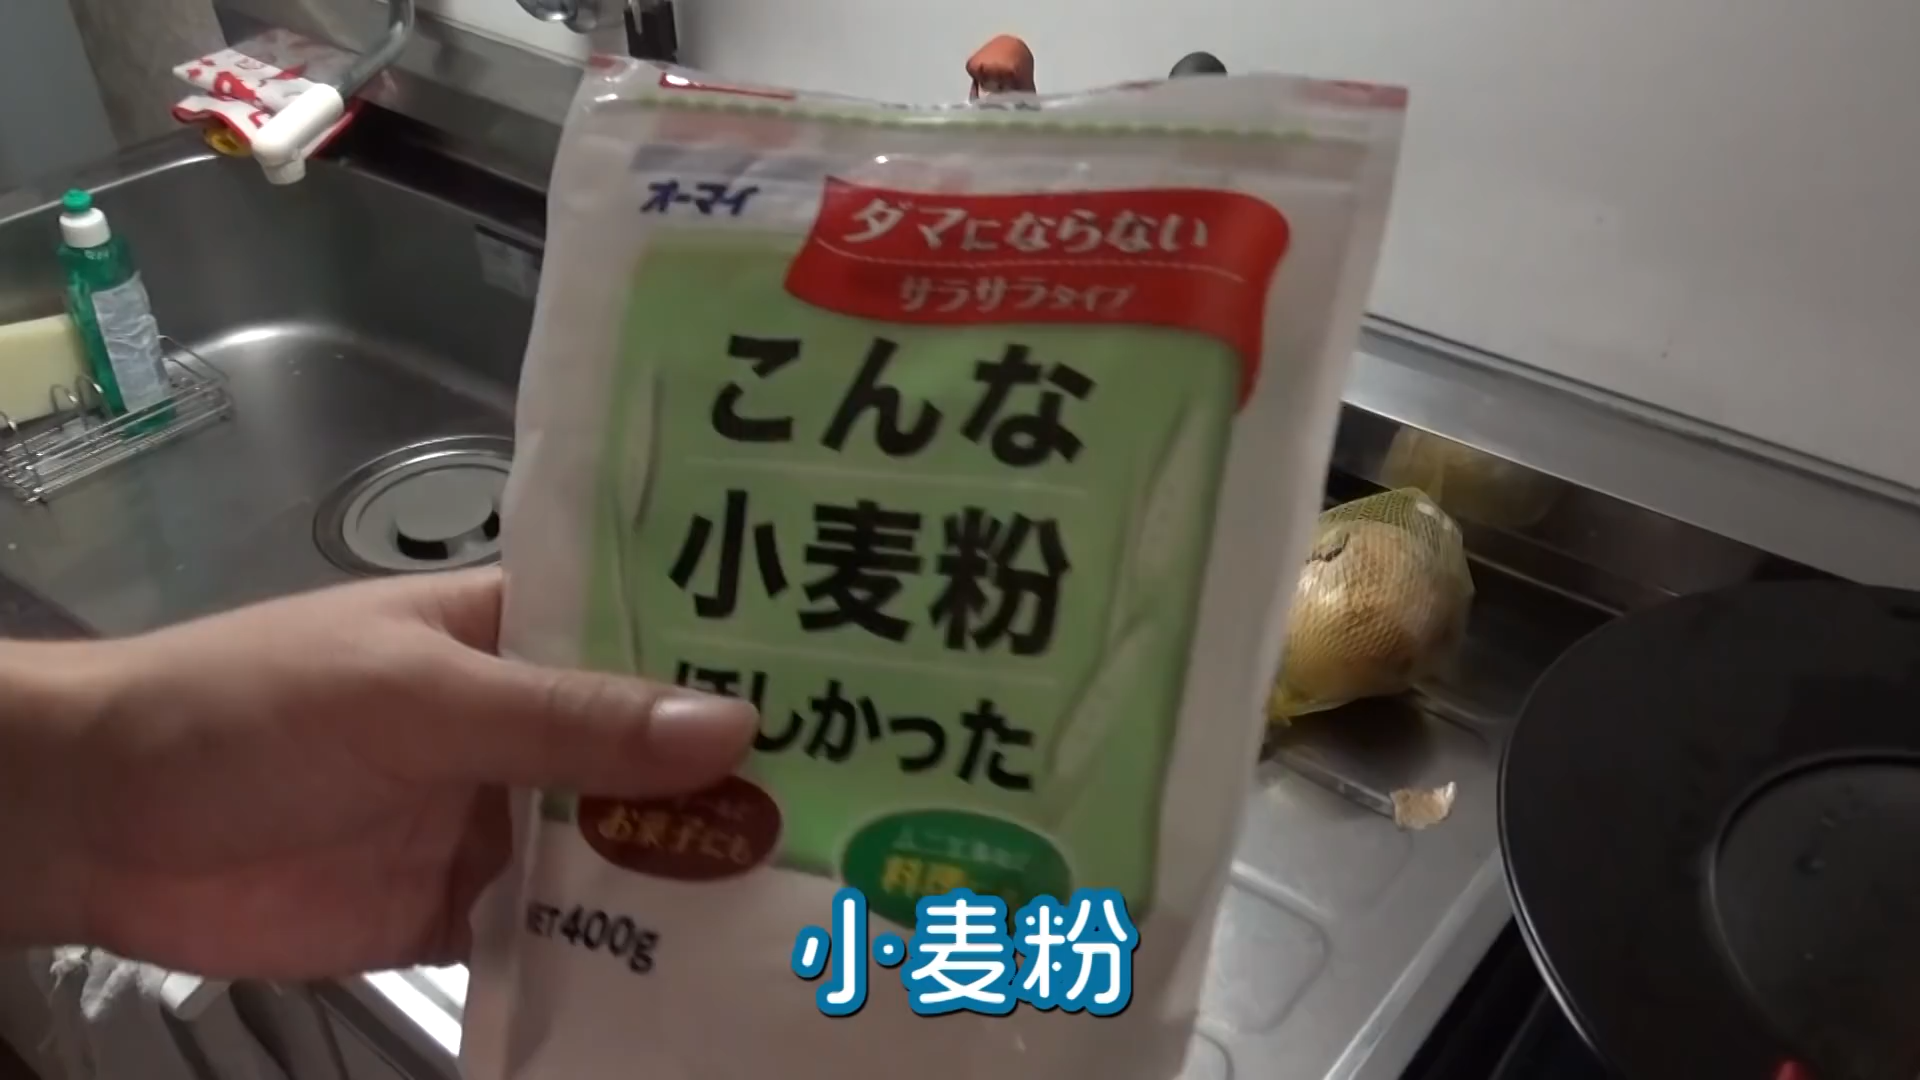 オーマイ
ダマにならない
サラサラタイプ
こんな
小麦粉
ほしかった
お菓子にも
料理
NET 400g
小麦粉